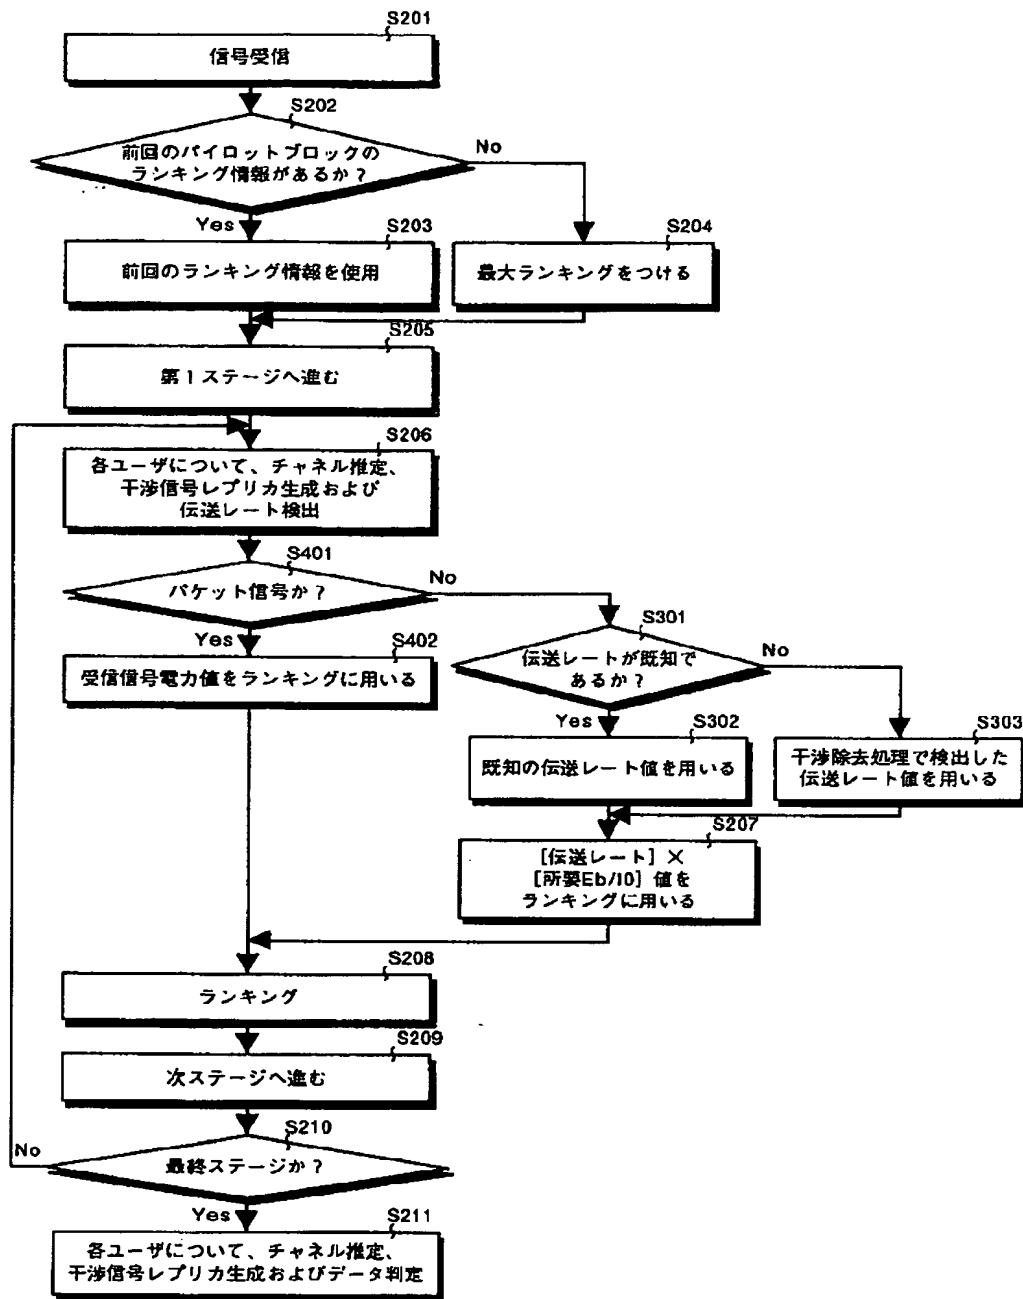 S201
信号受信
S202
前回のパイロットブロックの
ランキング情報があるか？
No
Yes
S203
前回のランキング情報を使用
S204
最大ランキングをつける
S205
第１ステージへ進む
S206
各ユーザについて、チャネル推定、
干渉信号レプリカ生成および
伝送レート検出
S401
パケット信号か？
No
Yes
S402
受信信号電力値をランキングに用いる
S301
伝送レートが既知で
あるか？
No
Yes
S302
既知の伝送レート値を用いる
S303
干渉除去処理で検出した
伝送レート値を用いる
S207
［伝送レート］×
［所要Eb/I0］値を
ランキングに用いる
S208
ランキング
S209
次ステージへ進む
S210
最終ステージか？
No
Yes
S211
各ユーザについて、チャネル推定、
干渉信号レプリカ生成およびデータ判定